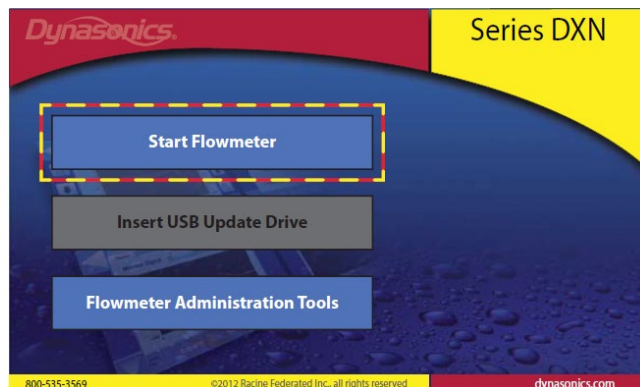 Dynasonics®
Series DXN
Start Flowmeter
Insert USB Update Drive
Flowmeter Administration Tools
800-535-3569
©2012 Racine Federated Inc., all rights reserved
dynasonics.com